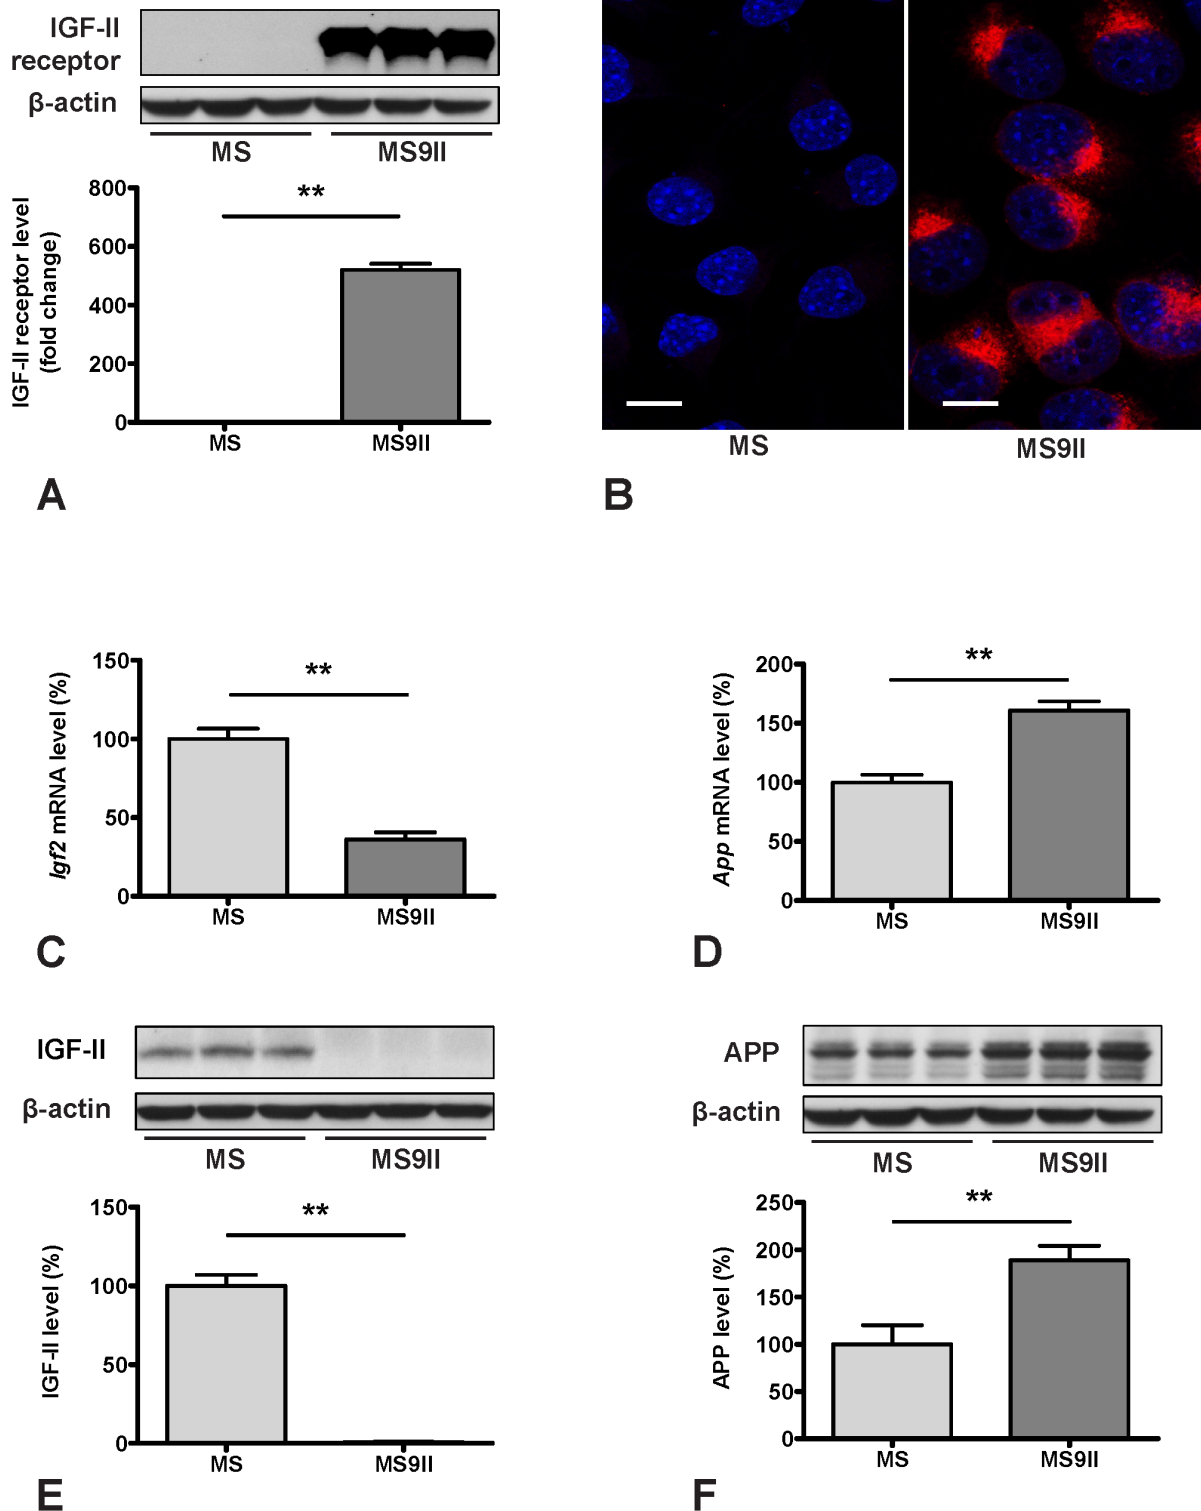 IGF-II
receptor
β-actin
MS MS9II
IGF-II receptor level
(fold change)
800
600
400
200
0
**
MS MS9II
A
MS MS9II
B
Igf2 mRNA level (%)
150
100
50
0
**
MS MS9II
C
App mRNA level (%)
200
150
100
50
0
**
MS MS9II
D
IGF-II
β-actin
MS MS9II
IGF-II level (%)
150
100
50
0
**
MS MS9II
E
APP
β-actin
MS MS9II
APP level (%)
250
200
150
100
50
0
**
MS MS9II
F